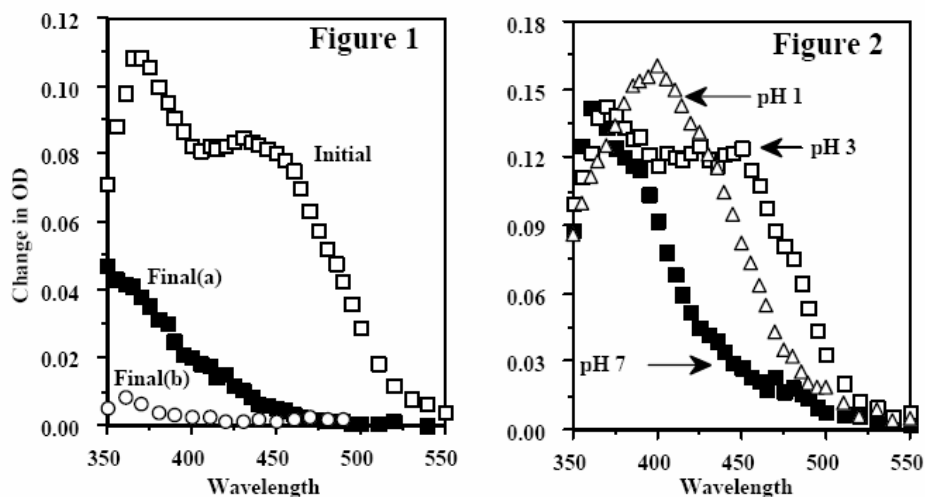 Figure 1
Change in OD
0.12
0.10
0.08
0.06
0.04
0.02
0.00
Initial
Final(a)
Final(b)
350 400 450 500 550
Wavelength
Figure 2
0.18
0.15
0.12
0.09
0.06
0.03
0.00
pH 1
pH 3
pH 7
350 400 450 500 550
Wavelength